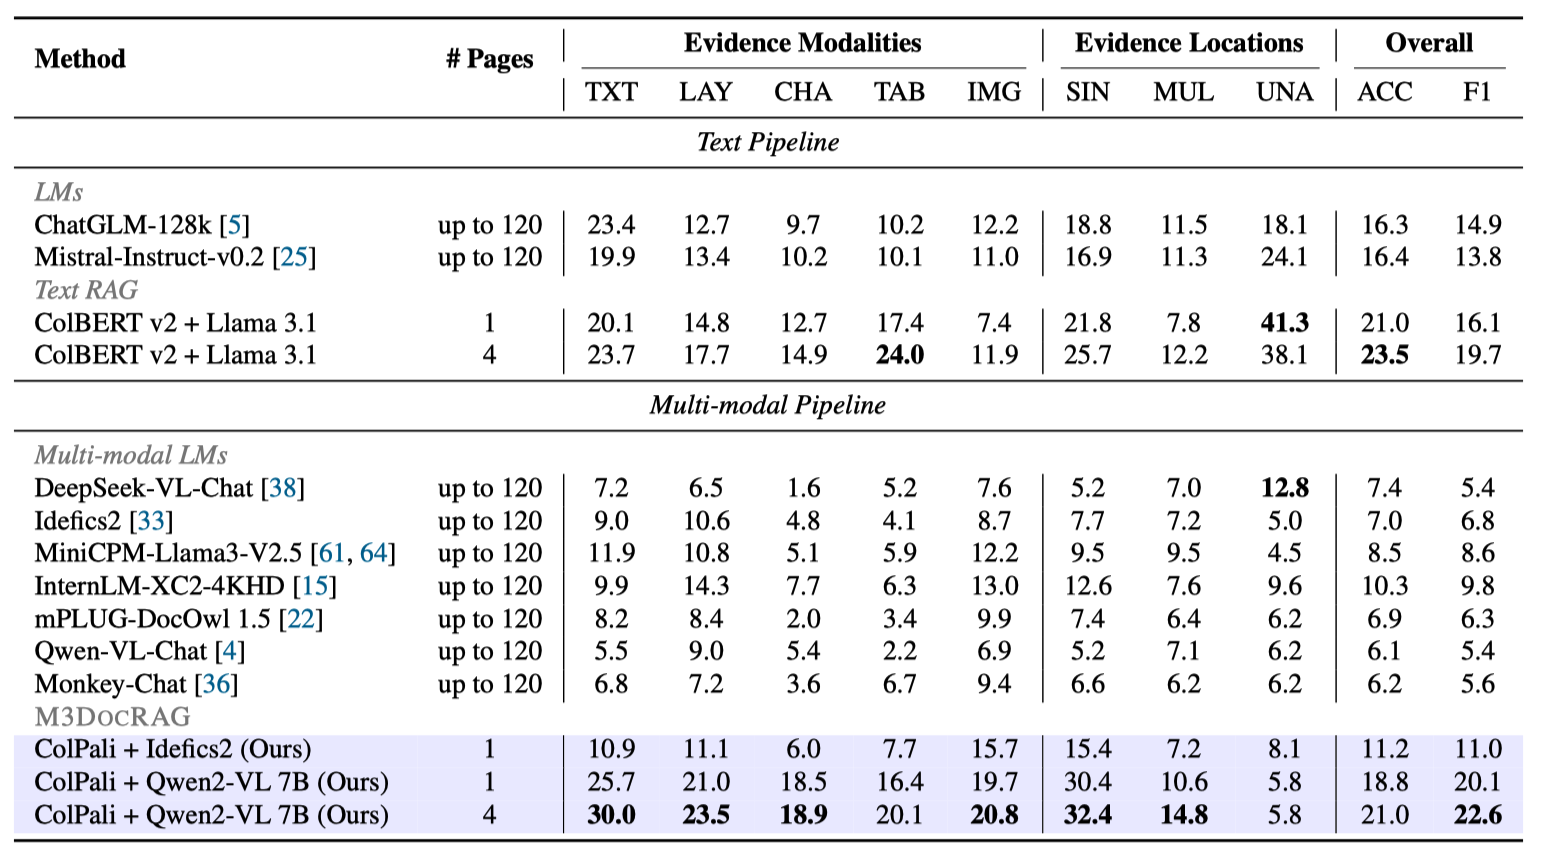 Method # Pages Evidence Modalities Evidence Locations Overall
TXT LAY CHA TAB IMG SIN MUL UNA ACC F1
Text Pipeline
LMs
ChatGLM-128k [5] up to 120 23.4 12.7 9.7 10.2 12.2 18.8 11.5 18.1 16.3 14.9
Mistral-Instruct-v0.2 [25] up to 120 19.9 13.4 10.2 10.1 11.0 16.9 11.3 24.1 16.4 13.8
Text RAG
ColBERT v2 + Llama 3.1 1 20.1 14.8 12.7 17.4 7.4 21.8 7.8 41.3 21.0 16.1
ColBERT v2 + Llama 3.1 4 23.7 17.7 14.9 24.0 11.9 25.7 12.2 38.1 23.5 19.7
Multi-modal Pipeline
Multi-modal LMs
DeepSeek-VL-Chat [38] up to 120 7.2 6.5 1.6 5.2 7.6 5.2 7.0 12.8 7.4 5.4
Idefics2 [33] up to 120 9.0 10.6 4.8 4.1 8.7 7.7 7.2 5.0 7.0 6.8
MiniCPM-Llama3-V2.5 [61, 64] up to 120 11.9 10.8 5.1 5.9 12.2 9.5 9.5 4.5 8.5 8.6
InternLM-XC2-4KHD [15] up to 120 9.9 14.3 7.7 6.3 13.0 12.6 7.6 9.6 10.3 9.8
mPLUG-DocOwl 1.5 [22] up to 120 8.2 8.4 2.0 3.4 9.9 7.4 6.4 6.2 6.9 6.3
Qwen-VL-Chat [4] up to 120 5.5 9.0 5.4 2.2 6.9 5.2 7.1 6.2 6.1 5.4
Monkey-Chat [36] up to 120 6.8 7.2 3.6 6.7 9.4 6.6 6.2 6.2 6.2 5.6
M3DOCRAG
ColPali + Idefics2 (Ours) 1 10.9 11.1 6.0 7.7 15.7 15.4 7.2 8.1 11.2 11.0
ColPali + Qwen2-VL 7B (Ours) 1 25.7 21.0 18.5 16.4 19.7 30.4 10.6 5.8 18.8 20.1
ColPali + Qwen2-VL 7B (Ours) 4 30.0 23.5 18.9 20.1 20.8 32.4 14.8 5.8 21.0 22.6